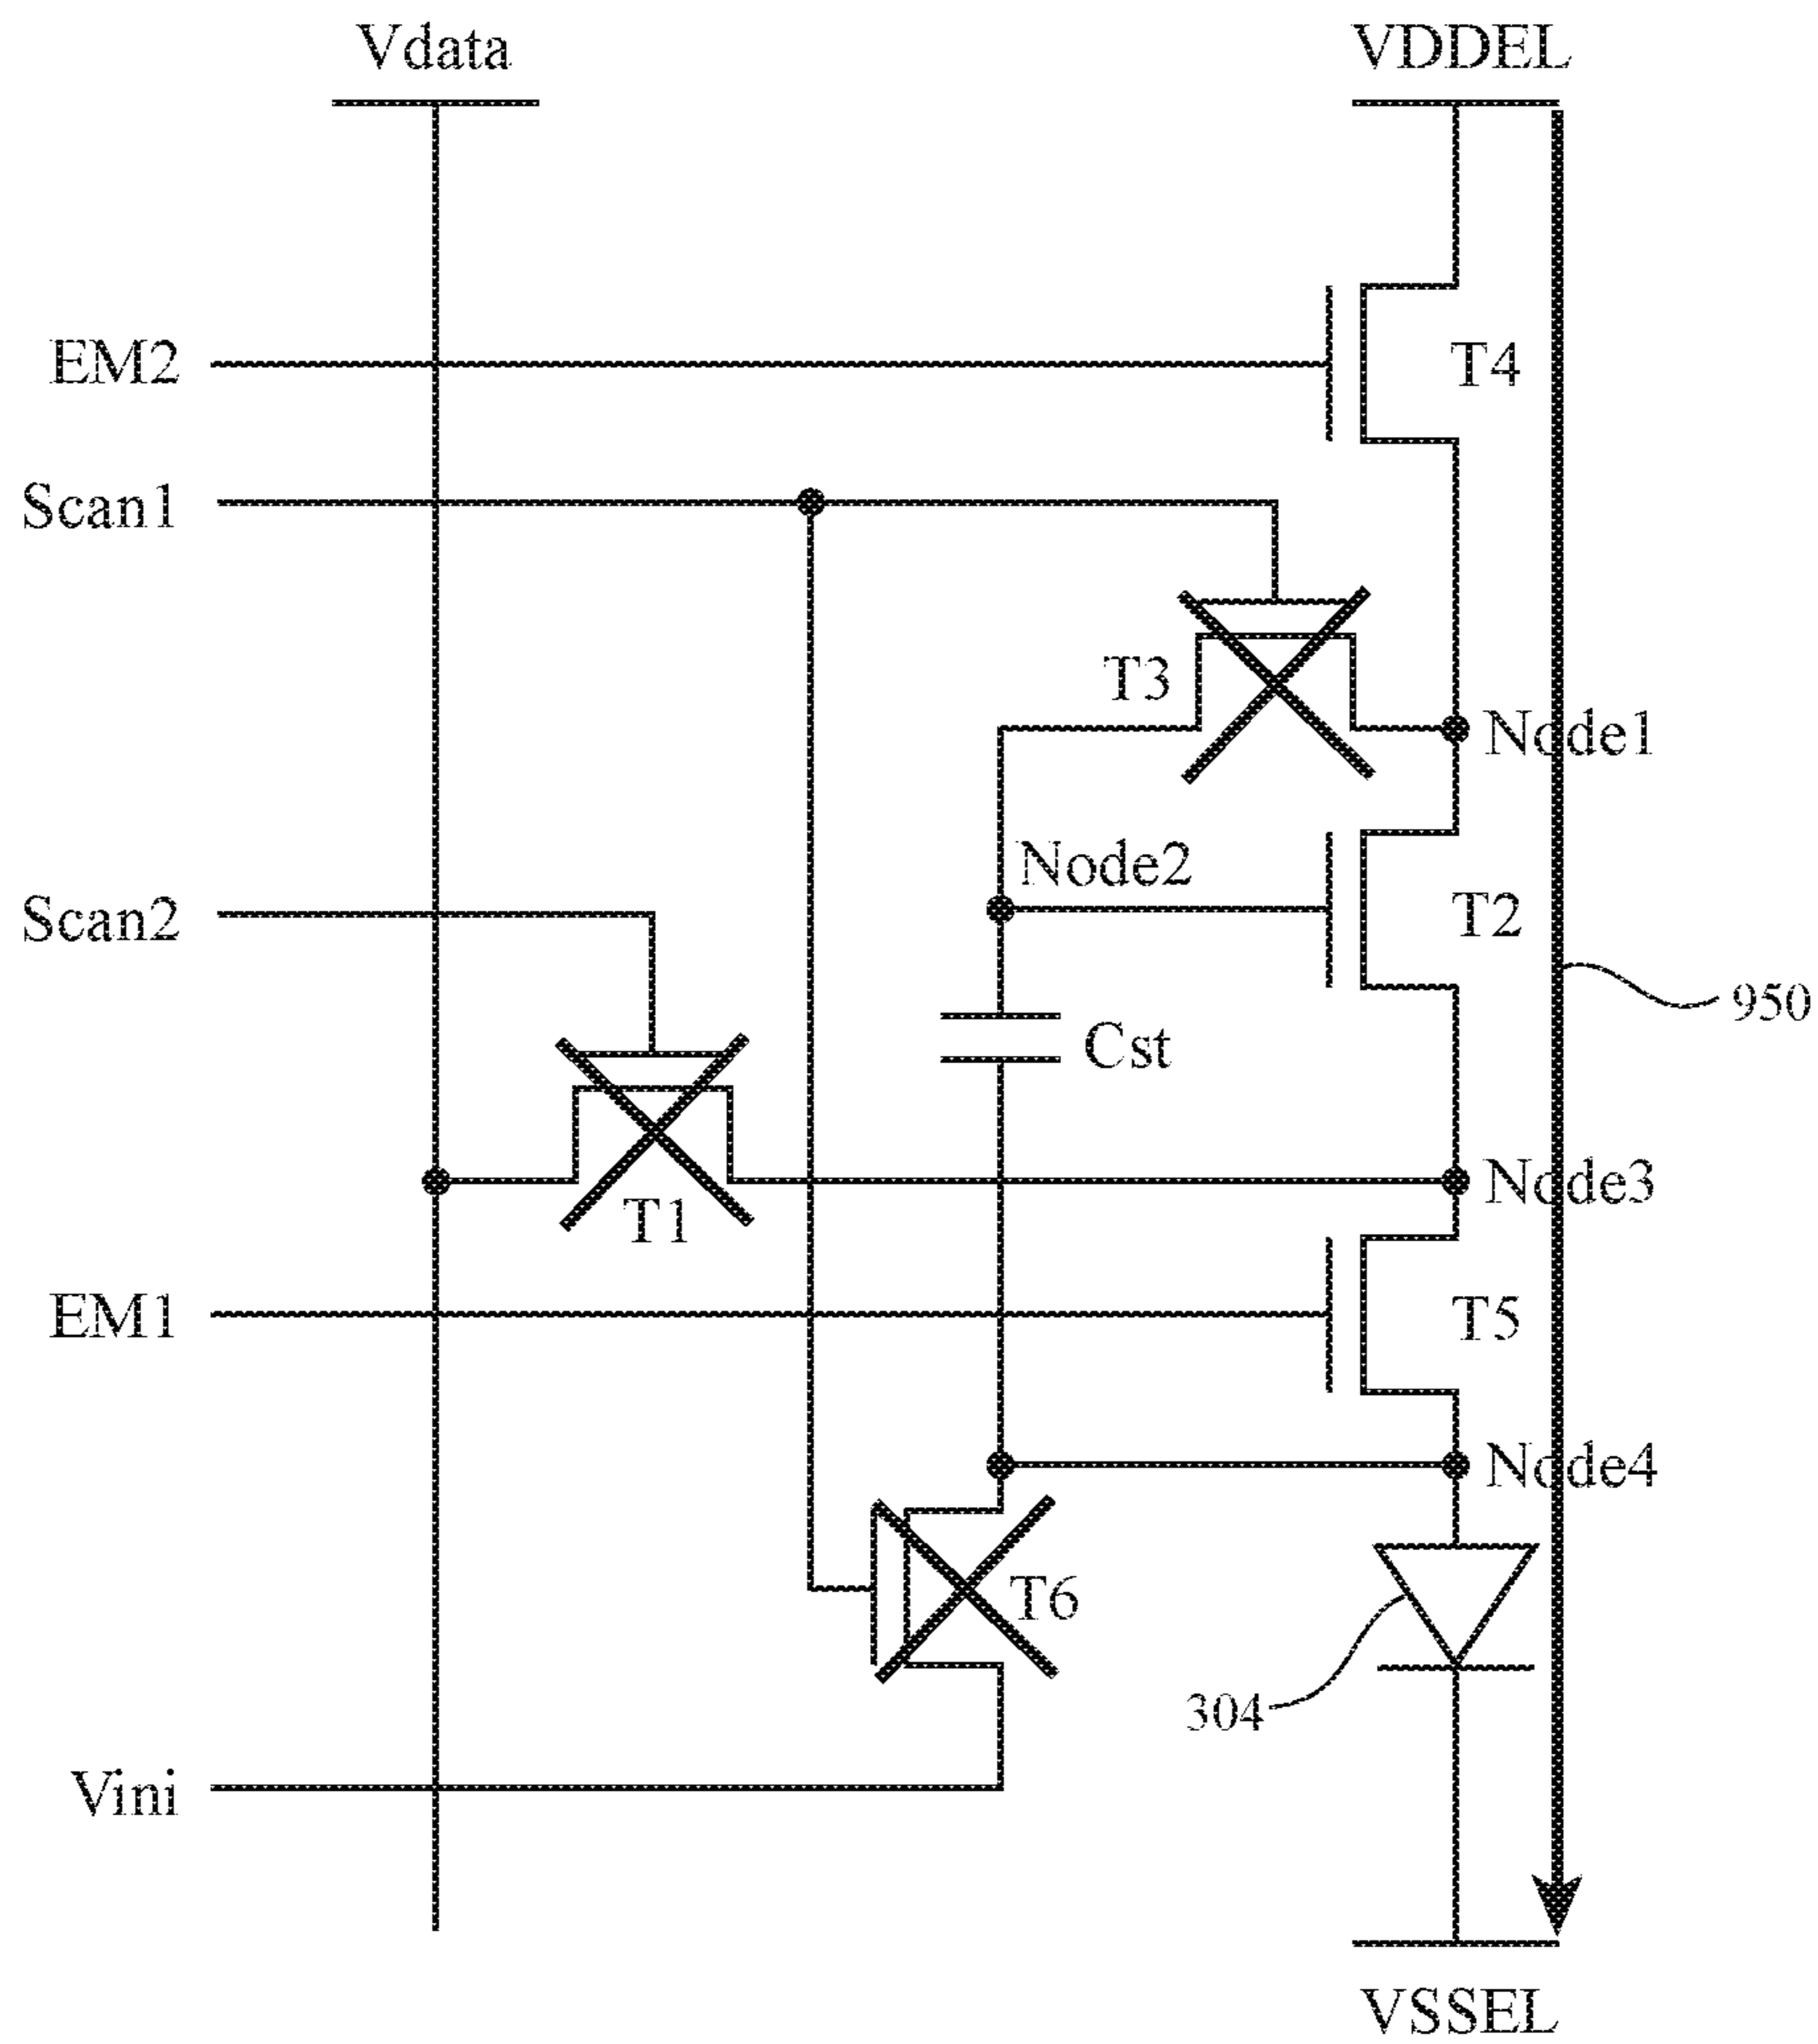 Vdata
VDDEL
EM2
T4
Scan1
T3
Node1
Node2
Scan2
T2
950
Cst
Node3
T1
EM1
T5
Node4
T6
304
Vini
VSSEL